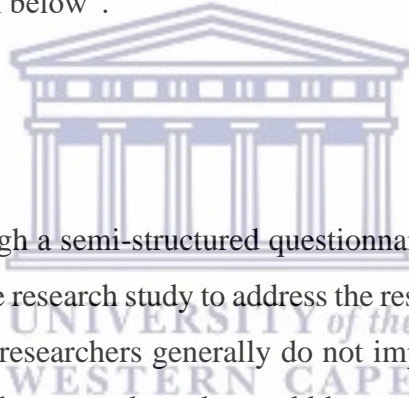 below".
gh a semi-structured questionna
e research study to address the res
UNIVERSITY of the
researchers generally do not imp
WESTERN CAPE